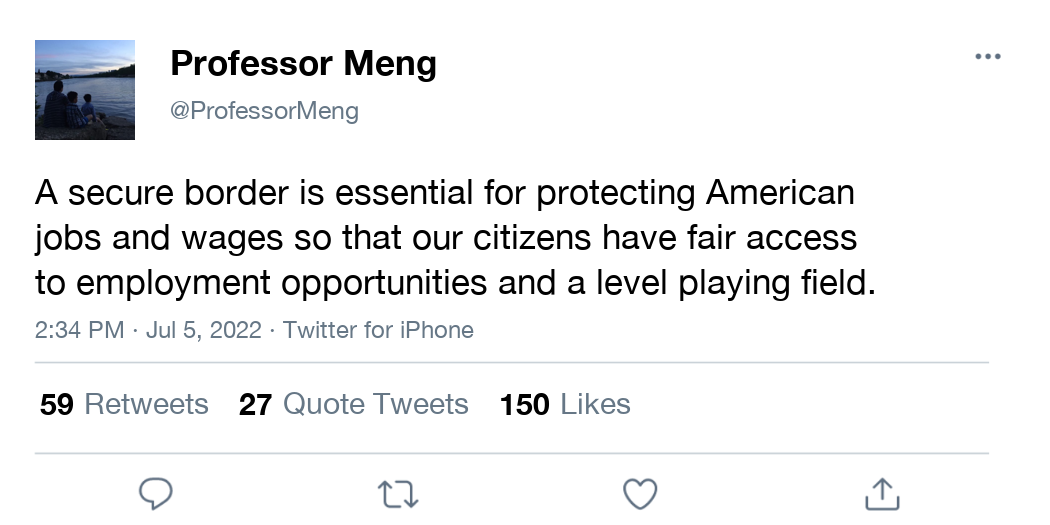 Professor Meng
@ProfessorMeng
A secure border is essential for protecting American
jobs and wages so that our citizens have fair access
to employment opportunities and a level playing field.
2:34 PM · Jul 5, 2022 · Twitter for iPhone
59 Retweets 27 Quote Tweets 150 Likes